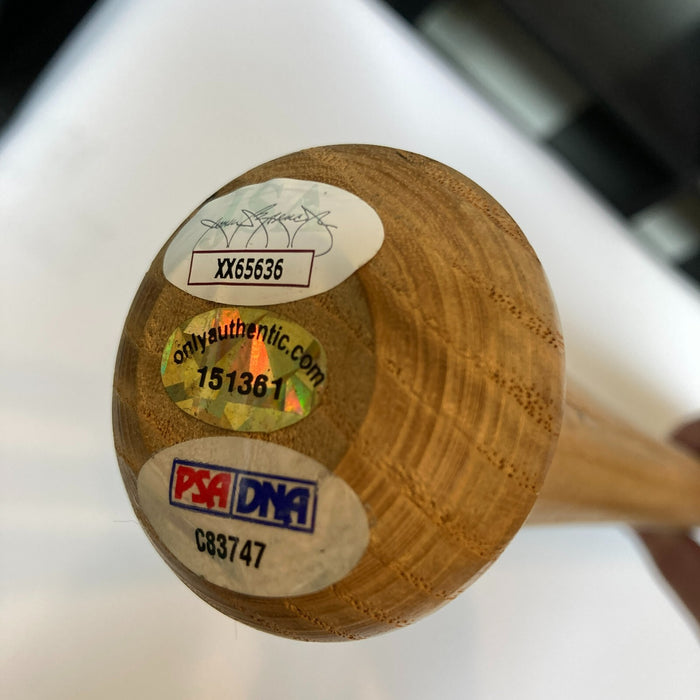 XX65636
onlyauthentic.com
151361
PSA DNA
C83747